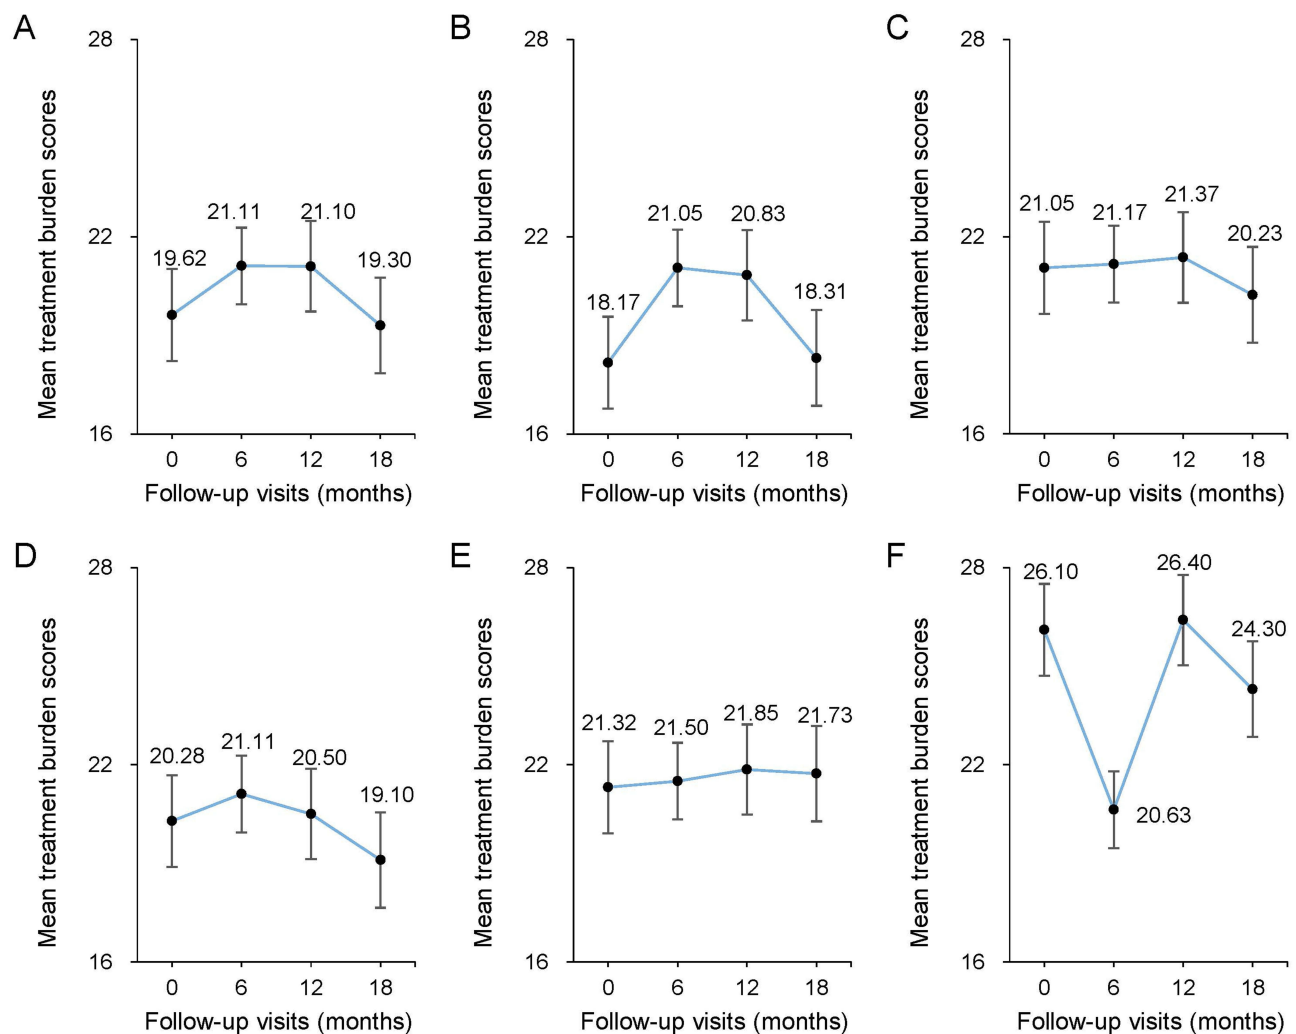 A
28
22
16
Mean treatment burden scores
19.62
21.11
21.10
19.30
0 6 12 18
Follow-up visits (months)
B
28
22
16
Mean treatment burden scores
18.17
21.05
20.83
18.31
0 6 12 18
Follow-up visits (months)
C
28
22
16
Mean treatment burden scores
21.05
21.17
21.37
20.23
0 6 12 18
Follow-up visits (months)
D
28
22
16
Mean treatment burden scores
20.28
21.11
20.50
19.10
0 6 12 18
Follow-up visits (months)
E
28
22
16
Mean treatment burden scores
21.32
21.50
21.85
21.73
0 6 12 18
Follow-up visits (months)
F
28
22
16
Mean treatment burden scores
26.10
20.63
26.40
24.30
0 6 12 18
Follow-up visits (months)